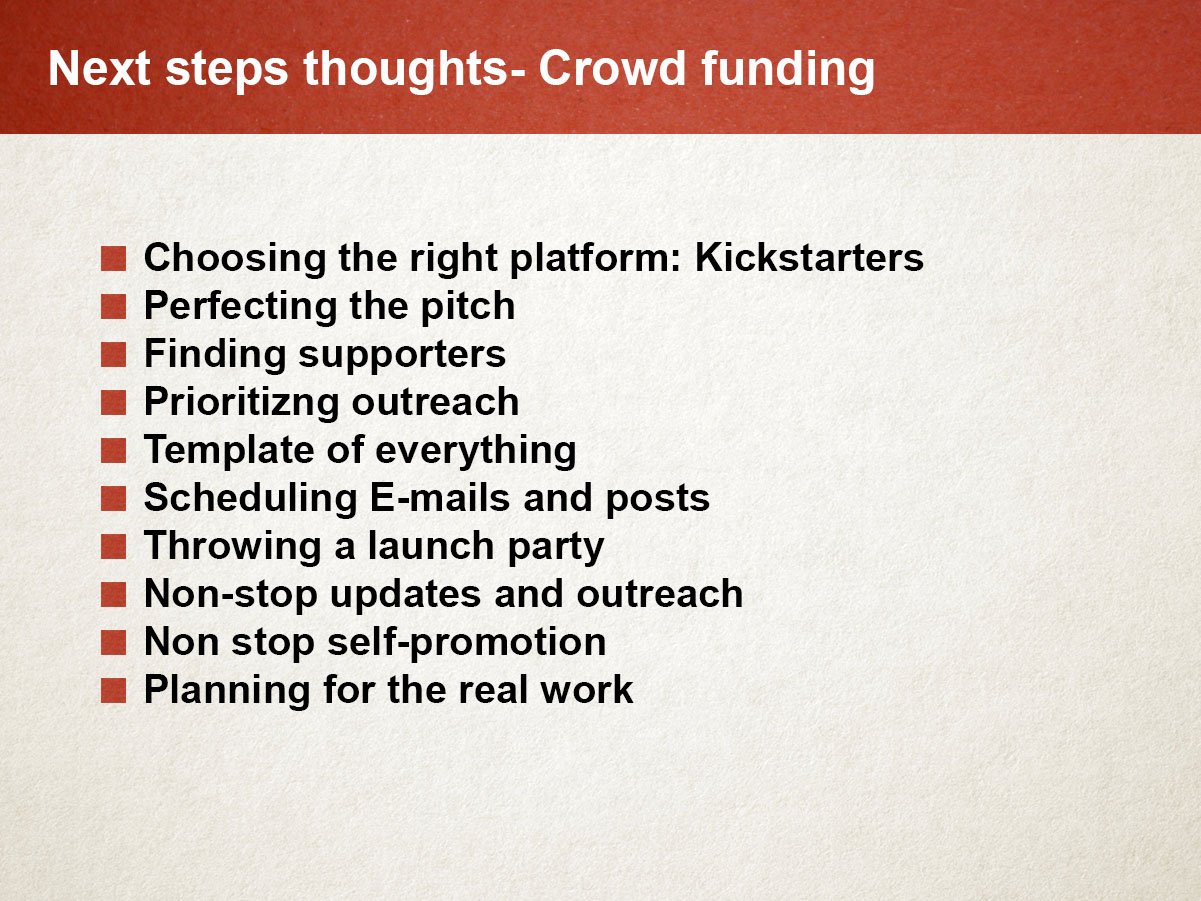 Next steps thoughts- Crowd funding
Choosing the right platform: Kickstarters
Perfecting the pitch
Finding supporters
Prioritizng outreach
Template of everything
Scheduling E-mails and posts
Throwing a launch party
Non-stop updates and outreach
Non stop self-promotion
Planning for the real work